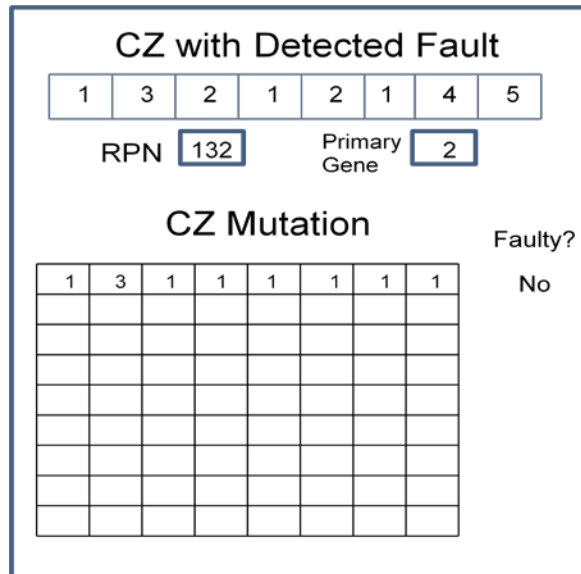 CZ with Detected Fault
1 3 2 1 2 1 4 5
RPN 132 Primary Gene 2
CZ Mutation
Faulty?
1 3 1 1 1 1 1 1 No